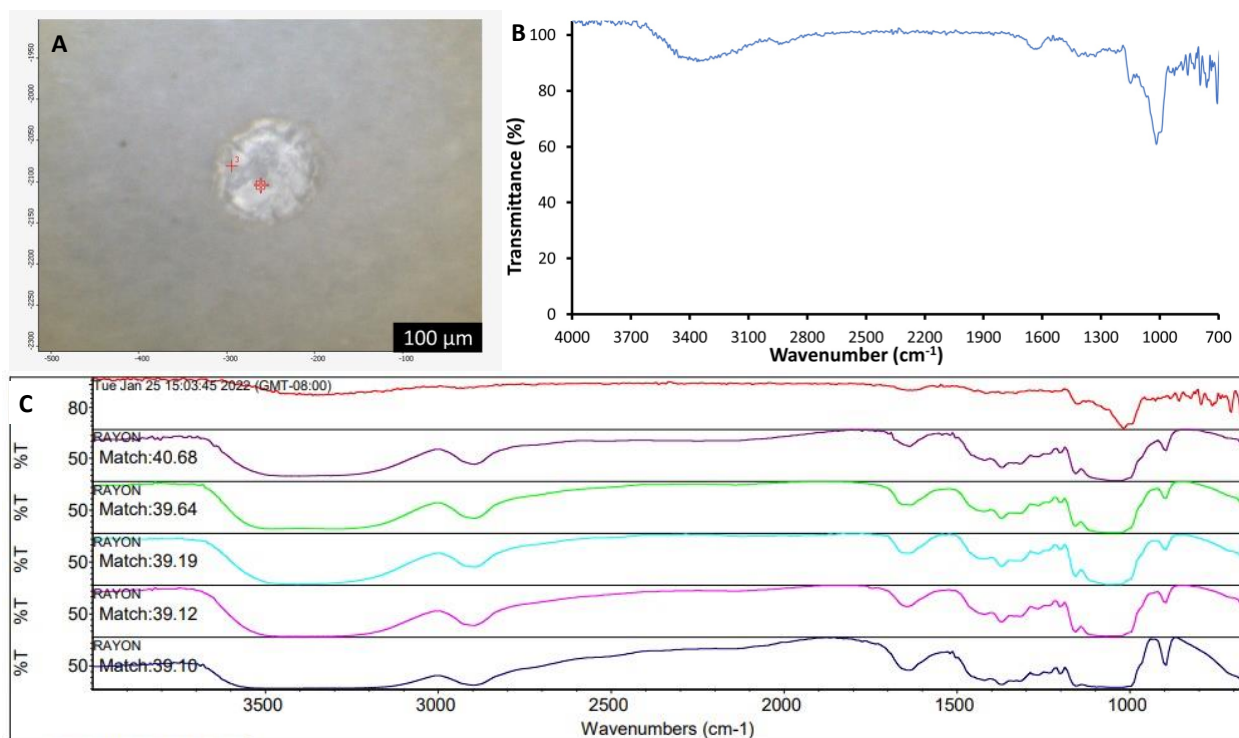 A
-1950
-2000
-2050
-2100
-2150
-2200
-2250
-2300
3
100 µm
-500
-400
-300
-200
-100
B
Transmittance (%)
100
80
60
40
20
0
4000 3700 3400 3100 2800 2500 2200 1900 1600 1300 1000 700
Wavenumber (cm-1)
C
Tue Jan 25 15:03:45 2022 (GMT-08:00)
80
%T
RAYON
50
Match:40.68
%T
RAYON
50
Match:39.64
%T
RAYON
50
Match:39.19
%T
RAYON
50
Match:39.12
%T
RAYON
50
Match:39.10
3500 3000 2500 2000 1500 1000
Wavenumbers (cm-1)